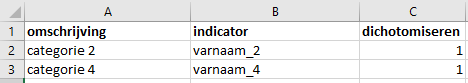 A B C
1 omschrijving indicator dichotomiseren
2 categorie 2 varnaam_2 1
3 categorie 4 varnaam_4 1